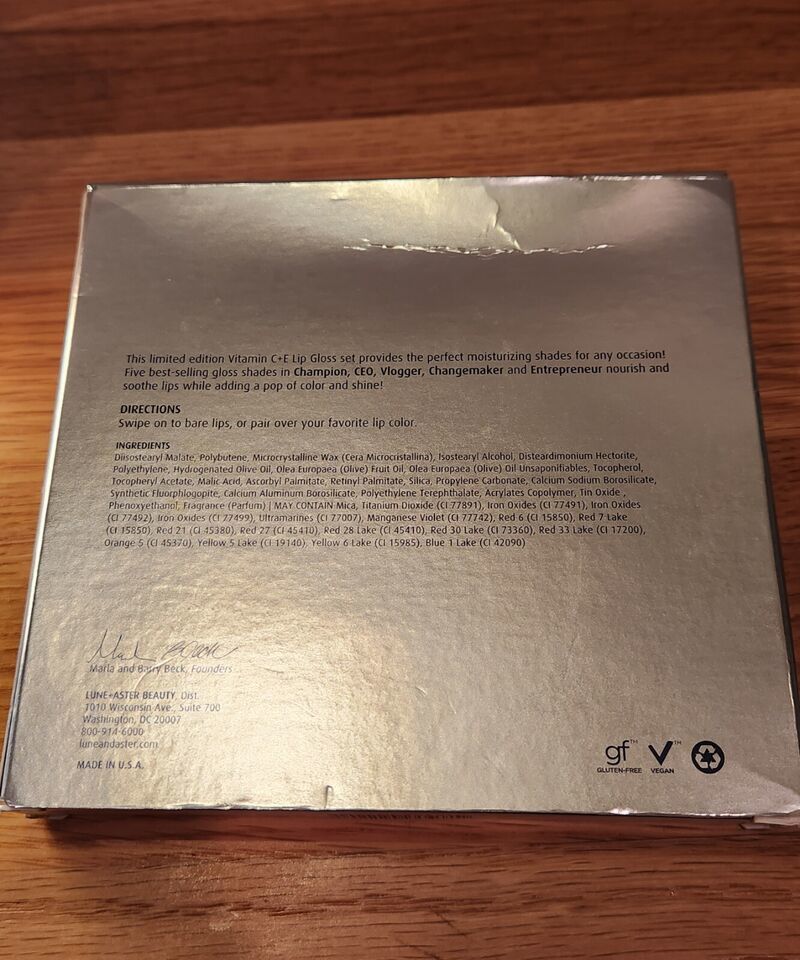 This limited edition Vitamin C+E Lip Gloss set provides the perfect moisturizing shades for any occasion!
Five best-selling gloss shades in Champion, CEO, Vlogger, Changemaker and Entrepreneur nourish and
soothe lips while adding a pop of color and shine!
DIRECTIONS
Swipe on to bare lips, or pair over your favorite lip color.
INGREDIENTS
Diisostearyl Malate, Polybutene, Microcrystalline Wax (Cera Microcristallina), Isostearyl Alcohol, Disteardimonium Hectorite,
Polyethylene, Hydrogenated Olive Oil, Olea Europaea (Olive) Fruit Oil, Olea Europaea (Olive) Oil Unsaponifiables, Tocopherol,
Tocopheryl Acetate, Malic Acid, Ascorbyl Palmitate, Retinyl Palmitate, Silica, Propylene Carbonate, Calcium Sodium Borosilicate,
Synthetic Fluorphlogopite, Calcium Aluminum Borosilicate, Polyethylene Terephthalate, Acrylates Copolymer, Tin Oxide ,
Phenoxyethanol, Fragrance (Parfum) | MAY CONTAIN Mica, Titanium Dioxide (CI 77891), Iron Oxides (CI 77491), Iron Oxides
(CI 77492), Iron Oxides (CI 77499), Ultramarines (CI 77007), Manganese Violet (CI 77742), Red 6 (CI 15850), Red 7 Lake
(CI 15850), Red 21 (CI 45380), Red 27 (CI 45410), Red 28 Lake (CI 45410), Red 30 Lake (CI 73360), Red 33 Lake (CI 17200),
Orange 5 (CI 45370), Yellow 5 Lake (CI 19140), Yellow 6 Lake (CI 15985), Blue 1 Lake (CI 42090)
Marla and Barry Beck, Founders
LUNE+ASTER BEAUTY, Dist.
1010 Wisconsin Ave., Suite 700
Washington, DC 20007
800-914-6000
luneandaster.com
MADE IN U.S.A.
gf™
GLUTEN-FREE
V™
VEGAN